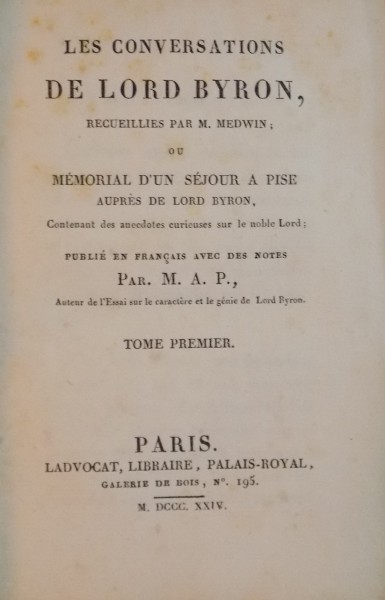 LES CONVERSATIONS
DE LORD BYRON,
RECUEILLIES PAR M. MEDWIN;
OU
MÉMORIAL D'UN SÉJOUR A PISE
AUPRÈS DE LORD BYRON,
Contenant des anecdotes curieuses sur le noble Lord;
PUBLIÉ EN FRANÇAIS AVEC DES NOTES
PAR. M. A. P.,
Auteur de l'Essai sur le caractère et le génie de Lord Byron.
TOME PREMIER.
PARIS.
LADVOCAT, LIBRAIRE, PALAIS-ROYAL,
GALERIE DE BOIS, N°. 195.
M. DCCC. XXIV.